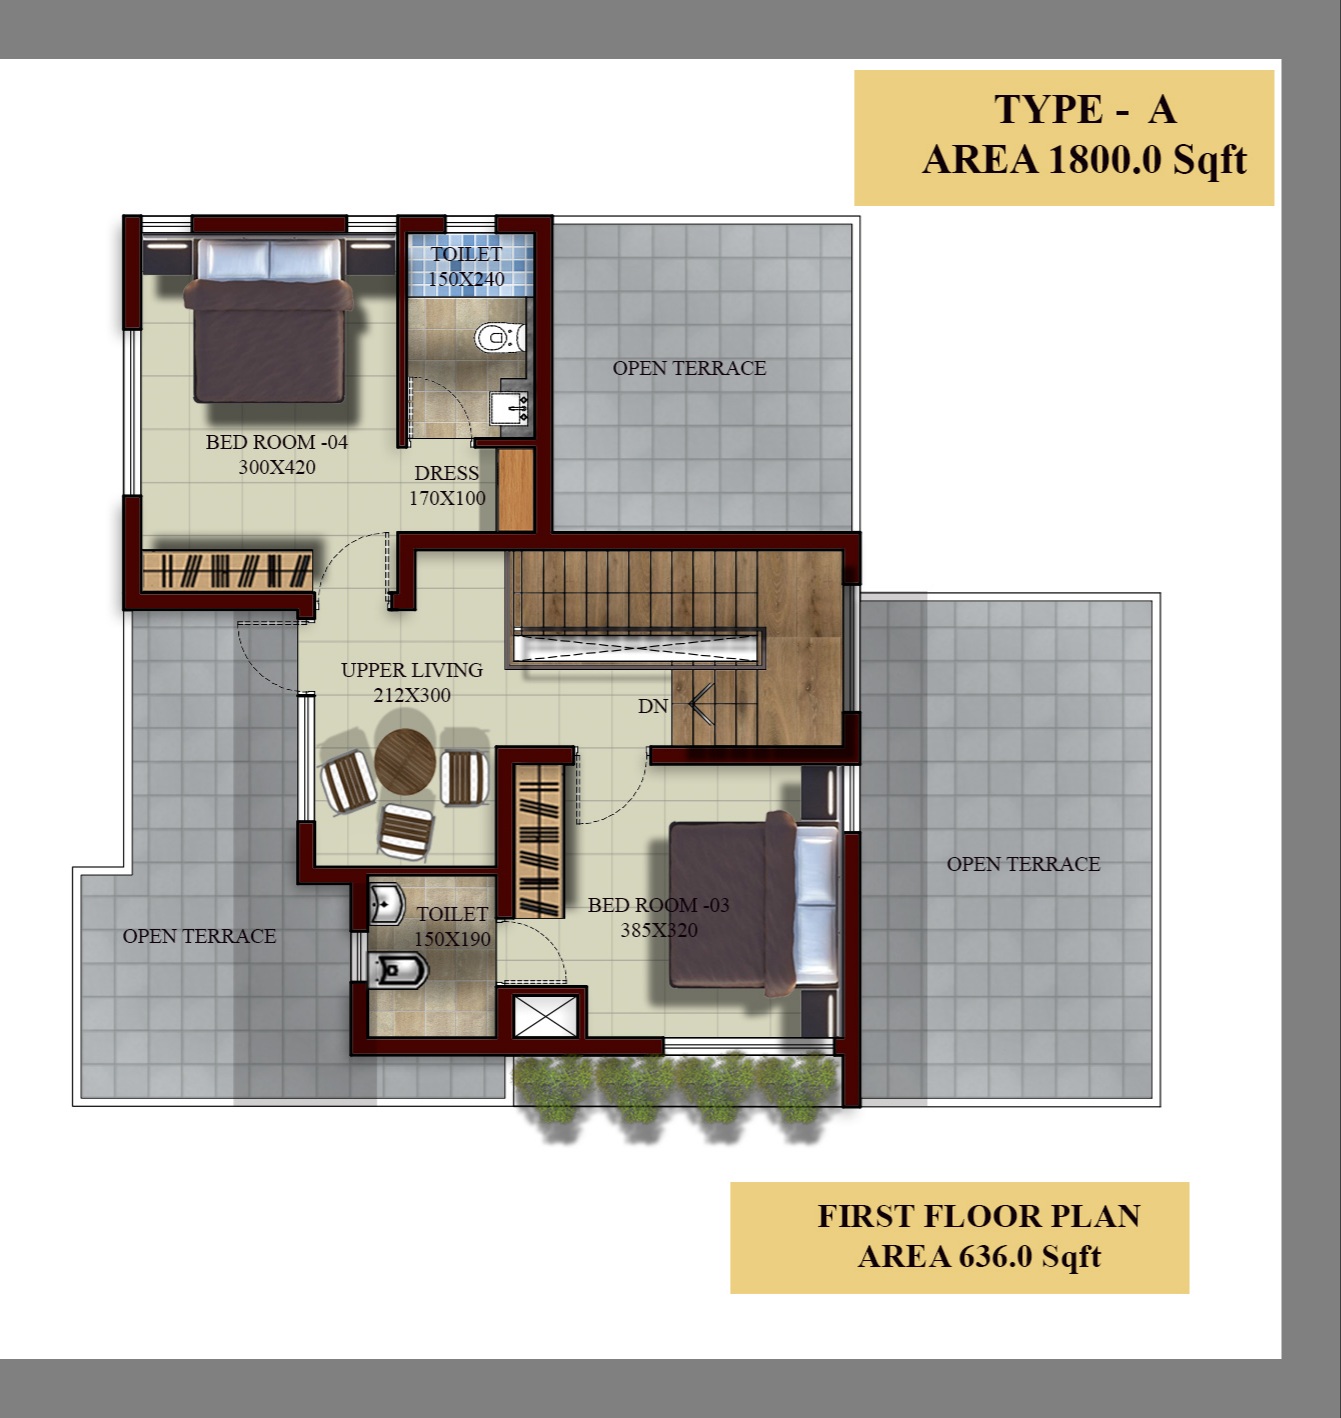 TYPE - A
AREA 1800.0 Sqft
TOILET
150X240
OPEN TERRACE
BED ROOM -04
300X420
DRESS
170X100
UPPER LIVING
212X300
DN
OPEN TERRACE
BED ROOM -03
385X320
TOILET
150X190
OPEN TERRACE
FIRST FLOOR PLAN
AREA 636.0 Sqft